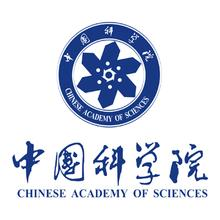 中国科学院
CHINESE ACADEMY OF SCIENCES
中国科学院
CHINESE ACADEMY OF SCIENCES